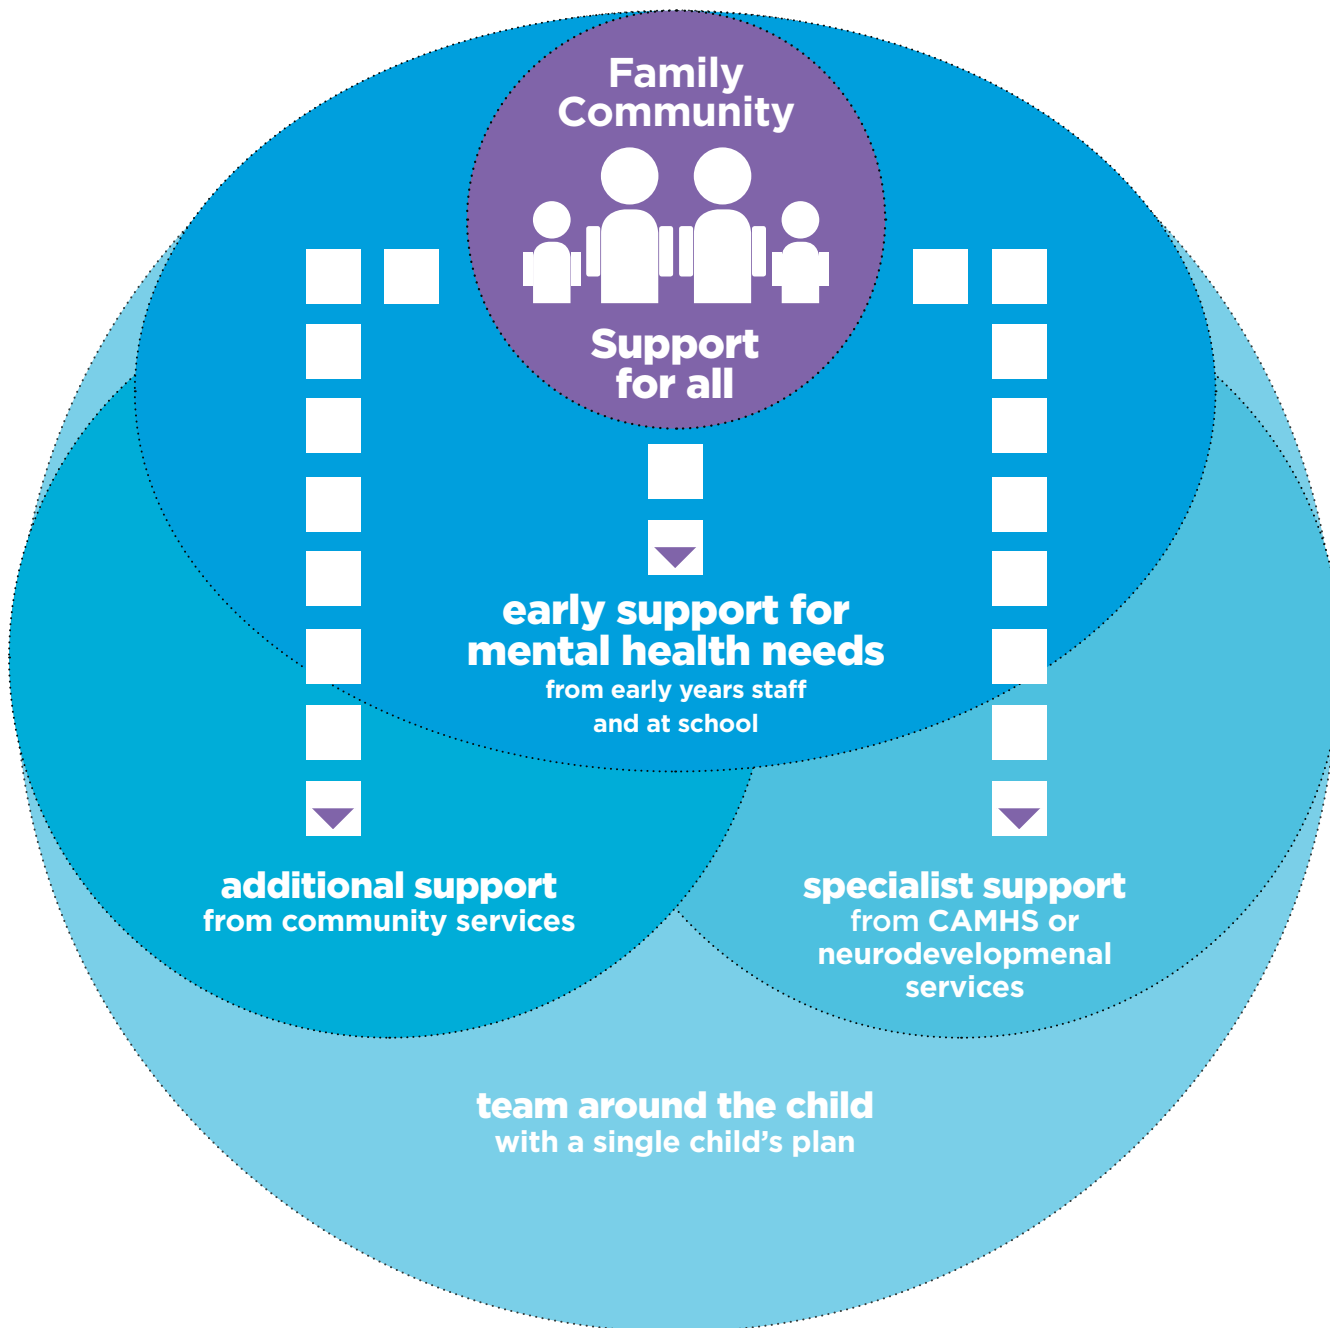 Family
Community
Support
for all
early support for
mental health needs
from early years staff
and at school
additional support
from community services
specialist support
from CAMHS or
neurodevelopmenal
services
team around the child
with a single child’s plan